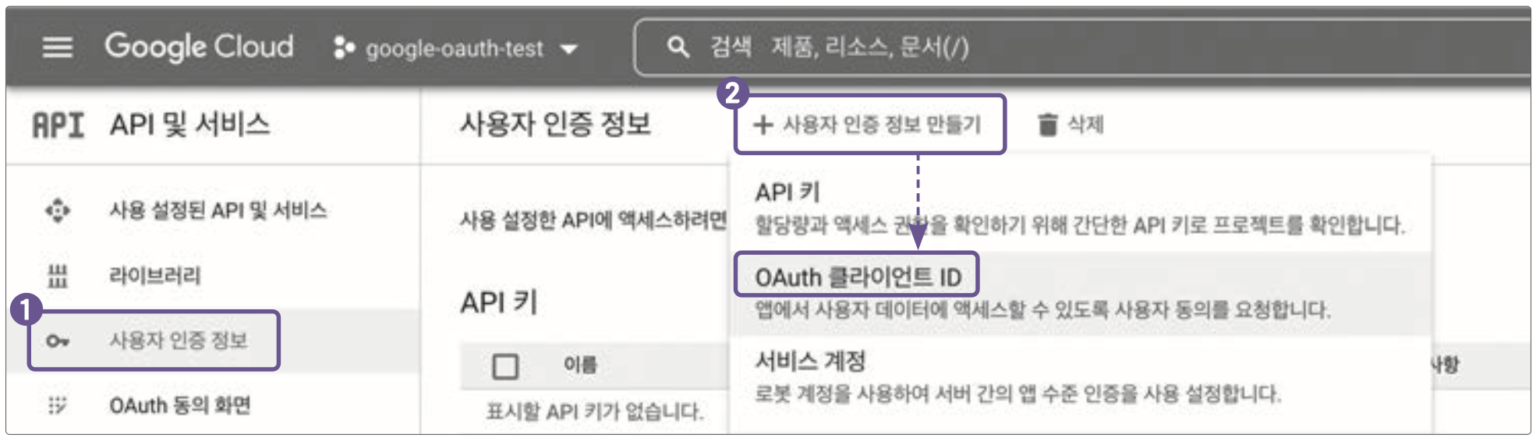 Google Cloud google-oauth-test 검색 제품, 리소스, 문서(/)
API API 및 서비스 사용자 인증 정보 2 + 사용자 인증 정보 만들기 삭제
사용 설정된 API 및 서비스
라이브러리
1
사용자 인증 정보
OAuth 동의 화면
사용 설정한 API에 액세스하려면
API 키
이름
표시할 API 키가 없습니다.
API 키
할당량과 액세스 권한을 확인하기 위해 간단한 API 키로 프로젝트를 확인합니다.
OAuth 클라이언트 ID
앱에서 사용자 데이터에 액세스할 수 있도록 사용자 동의를 요청합니다.
서비스 계정
로봇 계정을 사용하여 서버 간의 앱 수준 인증을 사용 설정합니다.
사항